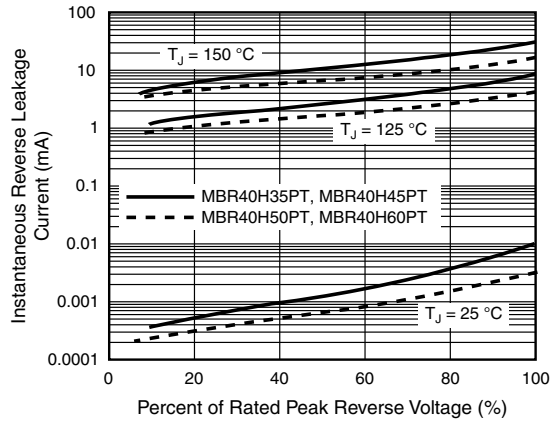 100
10
1
0.1
0.01
0.001
0.0001
Instantaneous Reverse Leakage
Current (mA)
T_J = 150 °C
T_J = 125 °C
MBR40H35PT, MBR40H45PT
MBR40H50PT, MBR40H60PT
T_J = 25 °C
0 20 40 60 80 100
Percent of Rated Peak Reverse Voltage (%)